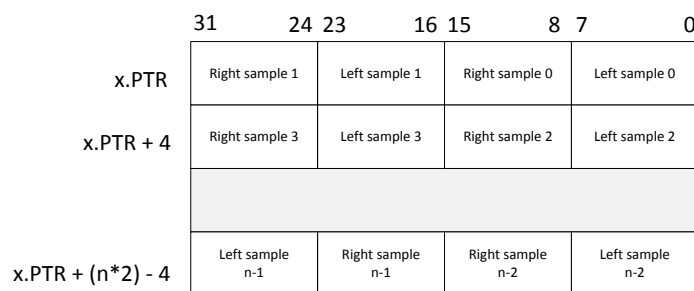 31 24 23 16 15 8 7 0
x.PTR Right sample 1 Left sample 1 Right sample 0 Left sample 0
x.PTR + 4 Right sample 3 Left sample 3 Right sample 2 Left sample 2
x.PTR + (n*2) - 4
Left sample
n-1
Right sample
n-1
Right sample
n-2
Left sample
n-2